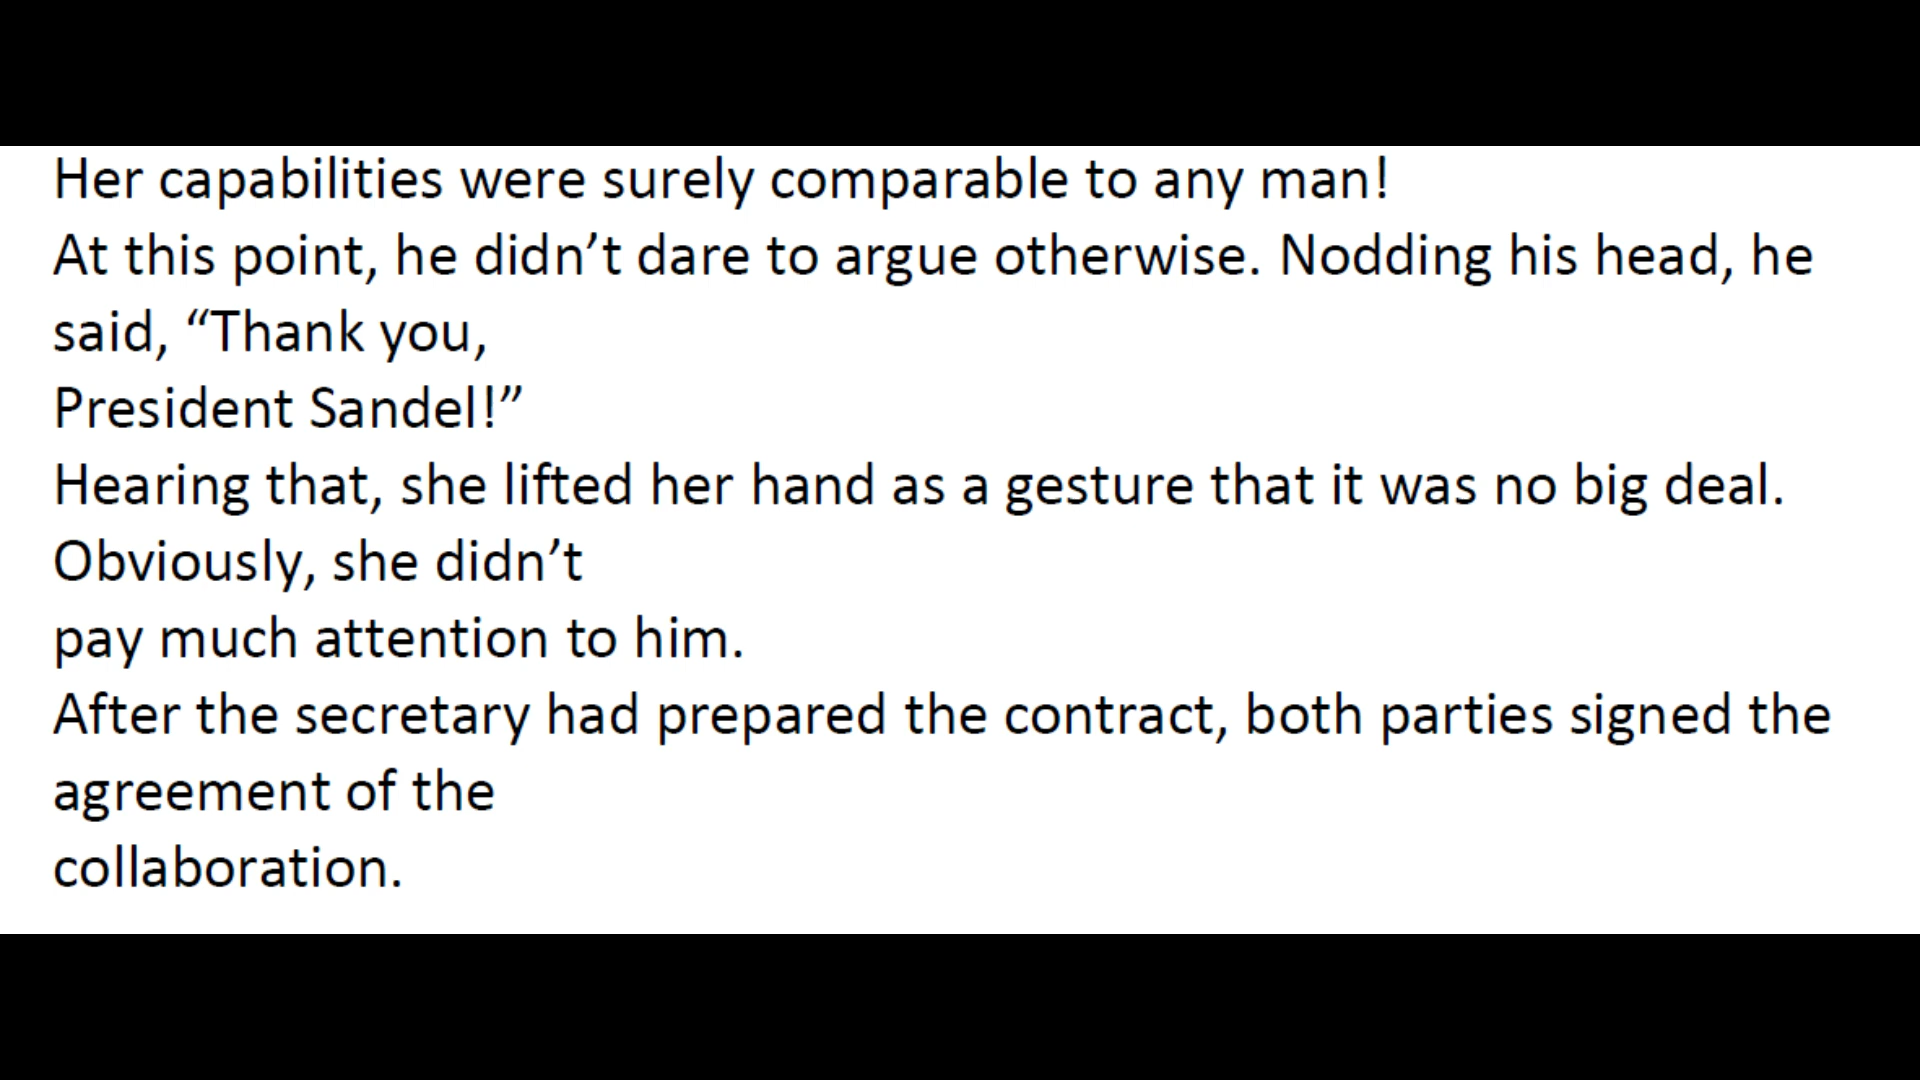 Her capabilities were surely comparable to any man!
At this point, he didn’t dare to argue otherwise. Nodding his head, he
said, “Thank you,
President Sandel!”
Hearing that, she lifted her hand as a gesture that it was no big deal.
Obviously, she didn’t
pay much attention to him.
After the secretary had prepared the contract, both parties signed the
agreement of the
collaboration.